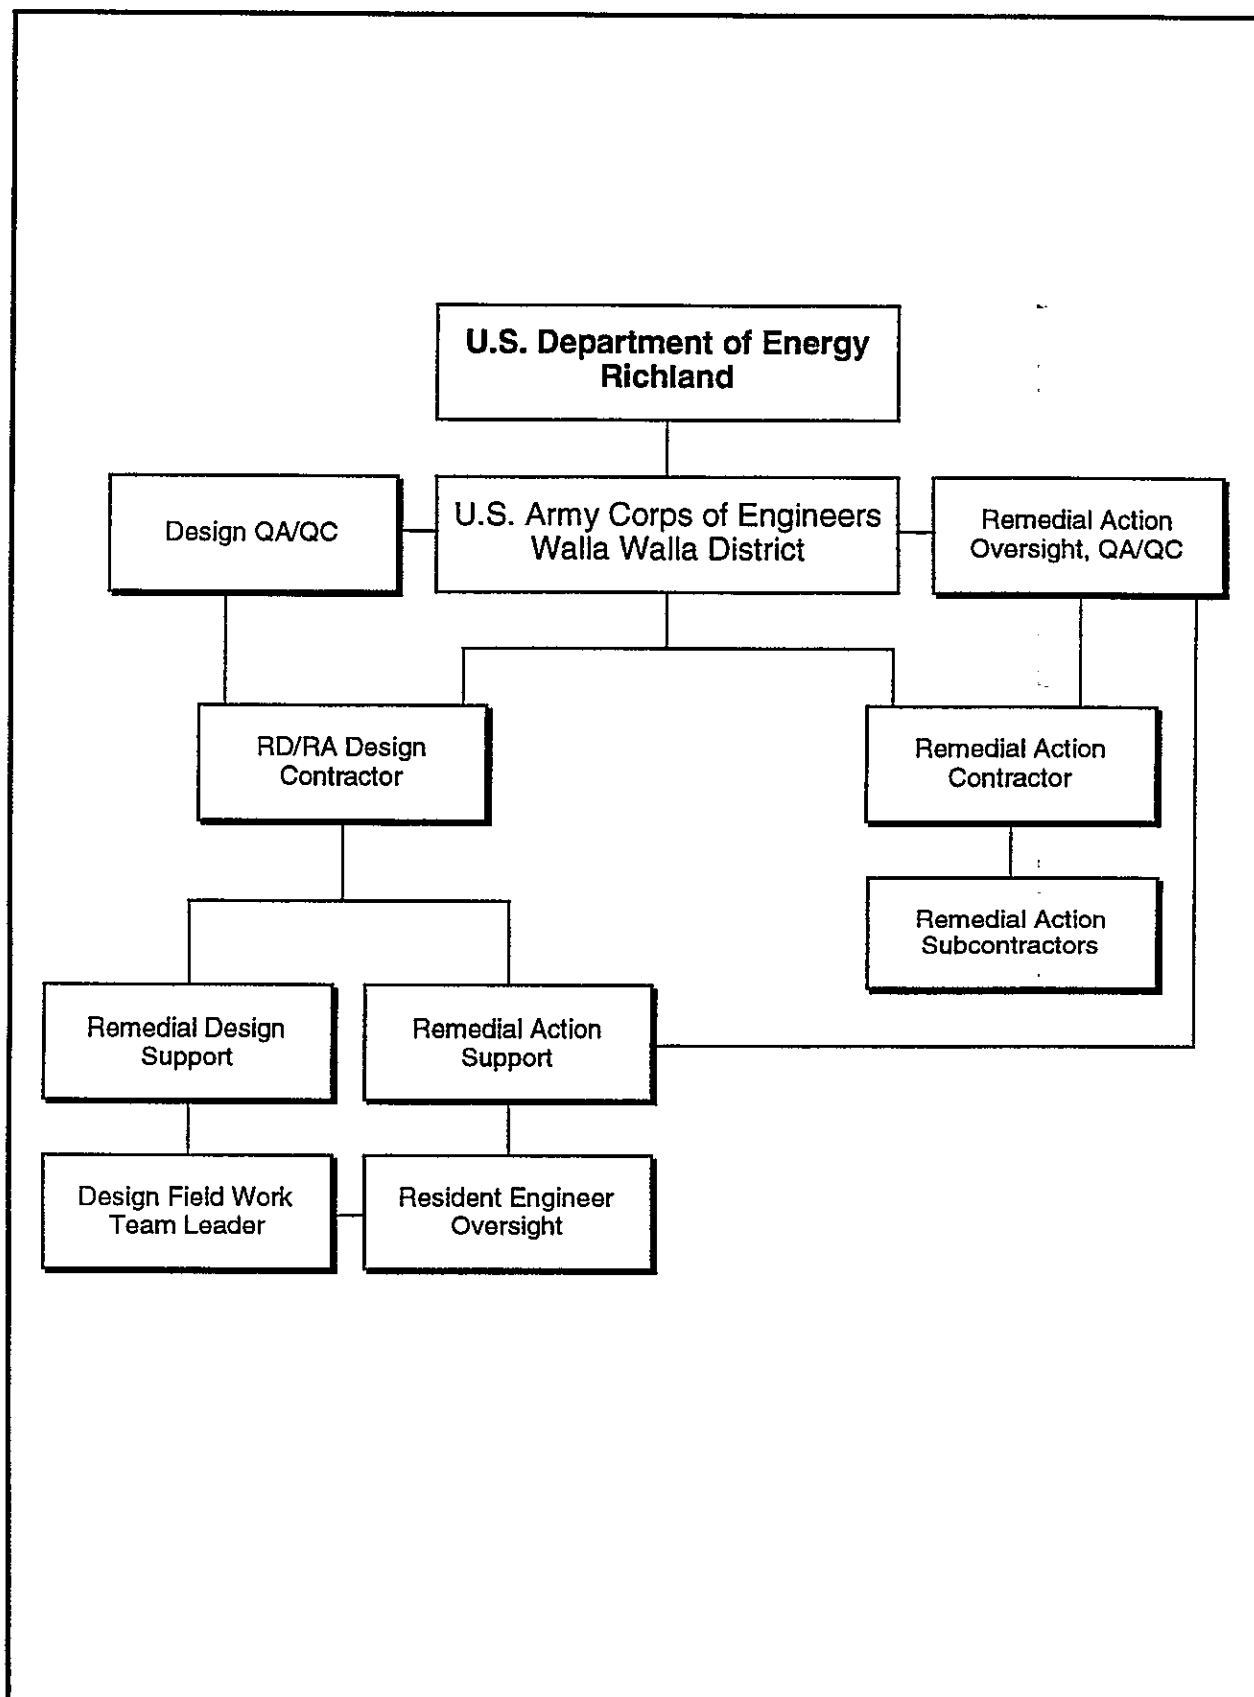 U.S. Department of Energy
Richland
Design QA/QC
U.S. Army Corps of Engineers
Walla Walla District
Remedial Action
Oversight, QA/QC
RD/RA Design
Contractor
Remedial Action
Contractor
Remedial Action
Subcontractors
Remedial Design
Support
Remedial Action
Support
Design Field Work
Team Leader
Resident Engineer
Oversight